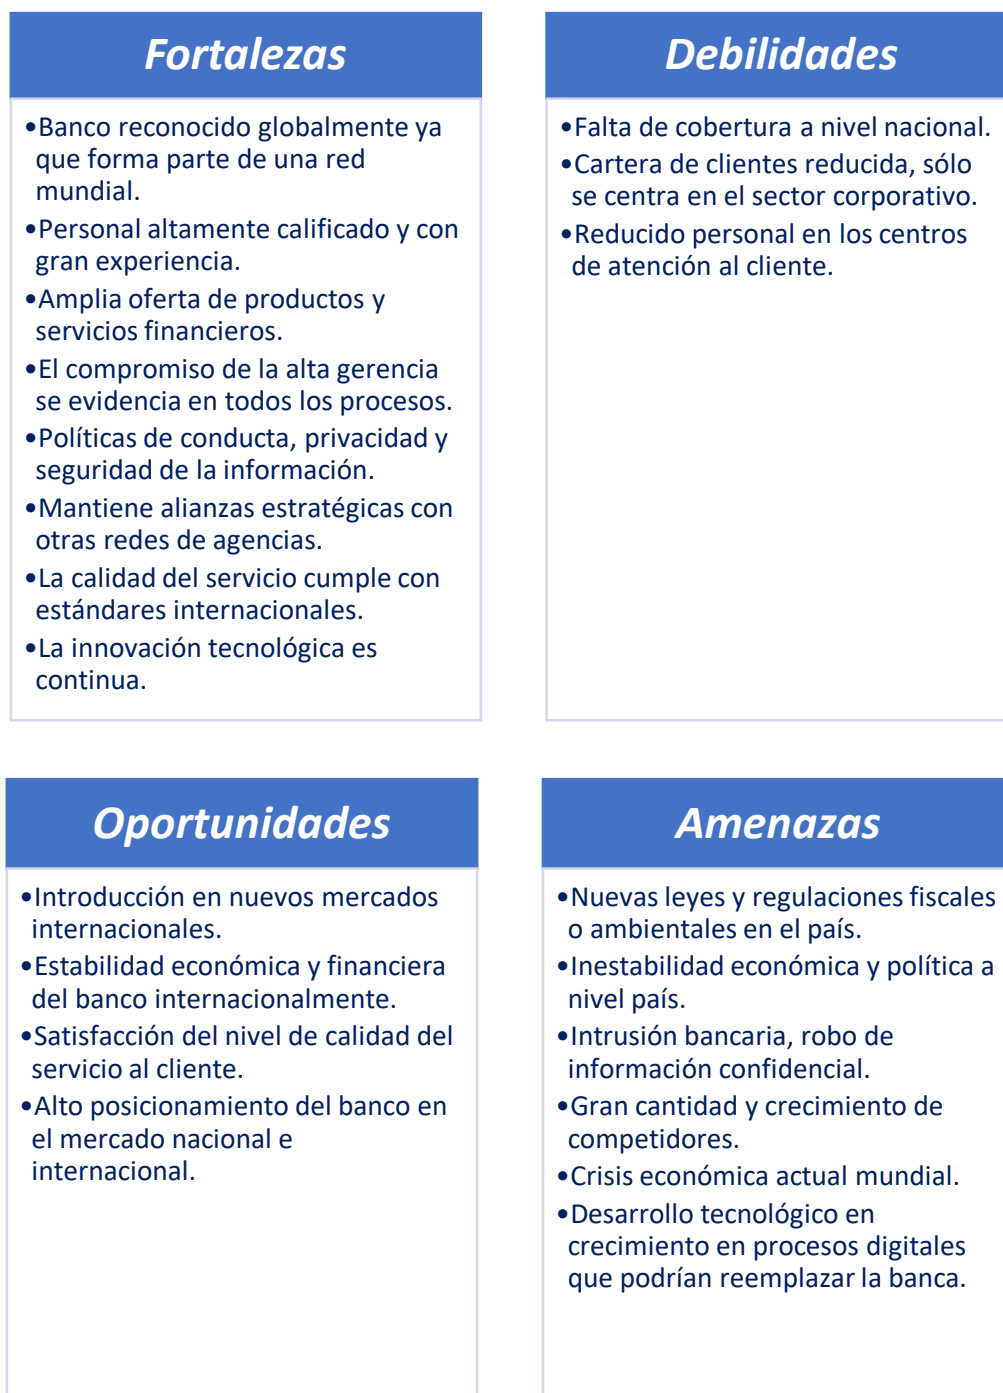 Fortalezas
•Banco reconocido globalmente ya
que forma parte de una red
mundial.
•Personal altamente calificado y con
gran experiencia.
•Amplia oferta de productos y
servicios financieros.
•El compromiso de la alta gerencia
se evidencia en todos los procesos.
•Políticas de conducta, privacidad y
seguridad de la información.
•Mantiene alianzas estratégicas con
otras redes de agencias.
•La calidad del servicio cumple con
estándares internacionales.
•La innovación tecnológica es
continua.
Debilidades
•Falta de cobertura a nivel nacional.
•Cartera de clientes reducida, sólo
se centra en el sector corporativo.
•Reducido personal en los centros
de atención al cliente.
Oportunidades
•Introducción en nuevos mercados
internacionales.
•Estabilidad económica y financiera
del banco internacionalmente.
•Satisfacción del nivel de calidad del
servicio al cliente.
•Alto posicionamiento del banco en
el mercado nacional e
internacional.
Amenazas
•Nuevas leyes y regulaciones fiscales
o ambientales en el país.
•Inestabilidad económica y política a
nivel país.
•Intrusión bancaria, robo de
información confidencial.
•Gran cantidad y crecimiento de
competidores.
•Crisis económica actual mundial.
•Desarrollo tecnológico en
crecimiento en procesos digitales
que podrían reemplazar la banca.